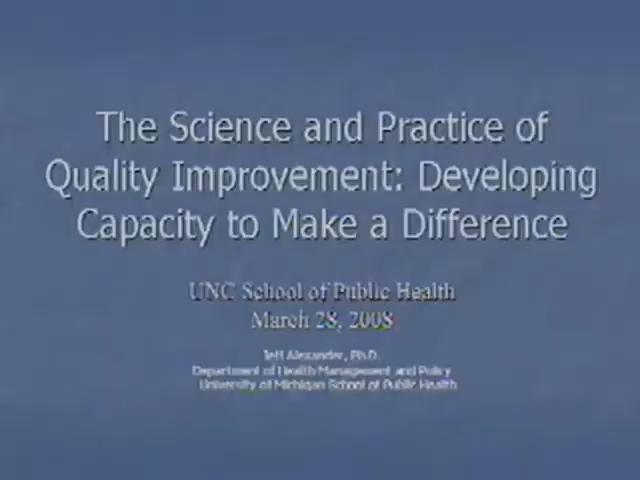 The Science and Practice of
Quality Improvement: Developing
Capacity to Make a Difference
UNC School of Public Health
March 28, 2008
Jeff Alexander, Ph.D.
Department of Health Management and Policy
University of Michigan School of Public Health